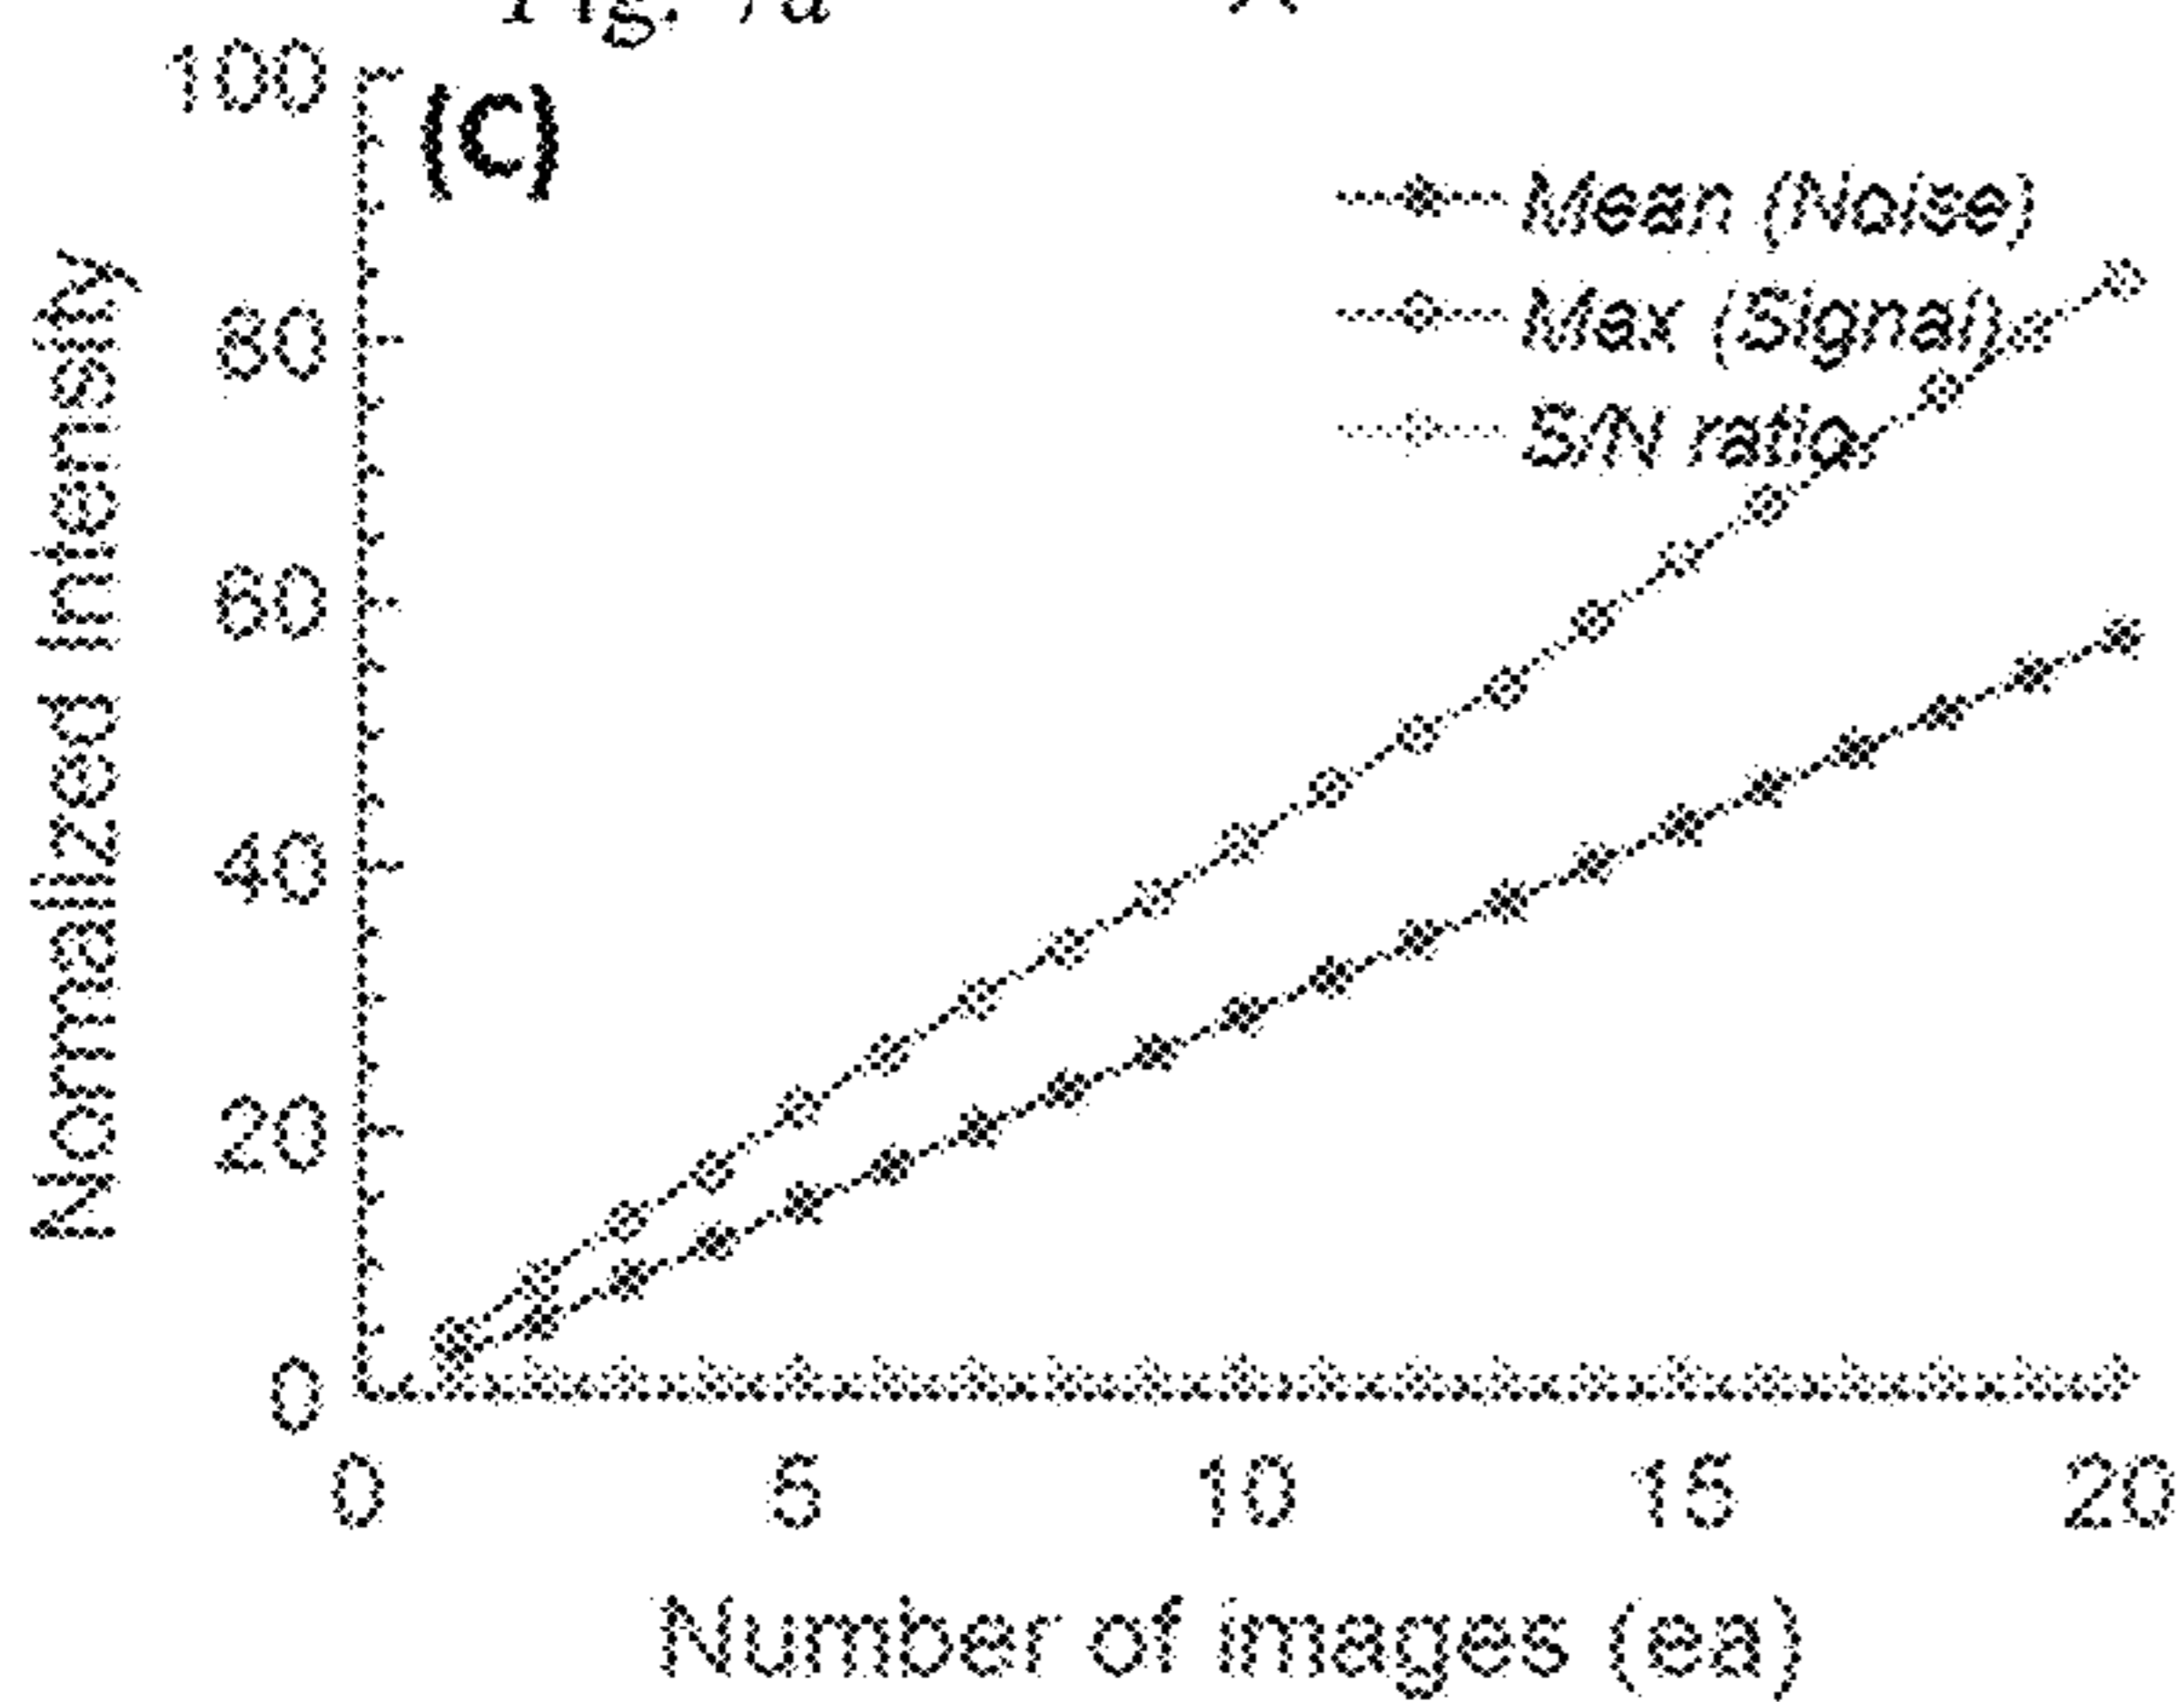 100
(c)
Mean (Noise)
Max (Signal)
S/N ratio
80
60
40
20
0
Normalized Intensity
0 5 10 15 20
Number of images (ea)